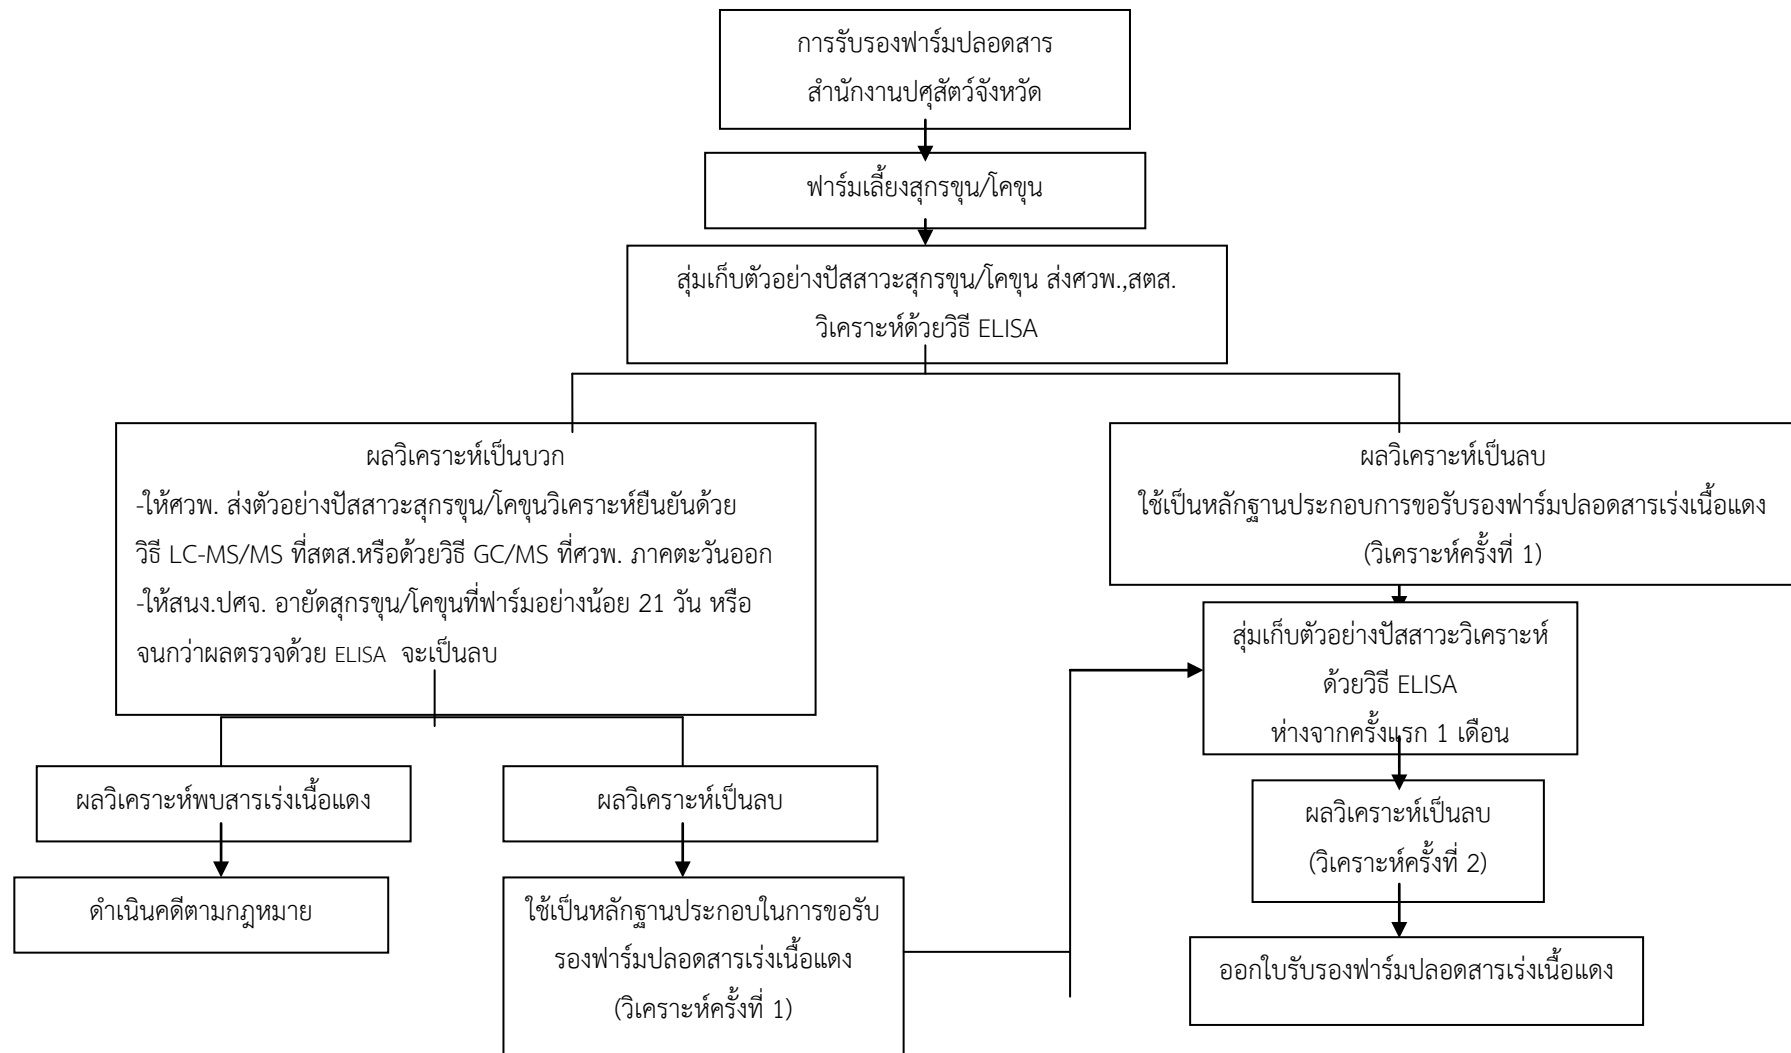 การรับรองฟาร์มปลอดสาร
สำนักงานปศุสัตว์จังหวัด
ฟาร์มเลี้ยงสุกรขุน/โคขุน
สุ่มเก็บตัวอย่างปัสสาวะสุกรขุน/โคขุน ส่งศวพ.,สตส.
วิเคราะห์ด้วยวิธี ELISA
ผลวิเคราะห์เป็นบวก
-ให้ศวพ. ส่งตัวอย่างปัสสาวะสุกรขุน/โคขุนวิเคราะห์ยืนยันด้วย
วิธี LC-MS/MS ที่สตส.หรือด้วยวิธี GC/MS ที่ศวพ. ภาคตะวันออก
-ให้สนง.ปศจ. อายัดสุกรขุน/โคขุนที่ฟาร์มอย่างน้อย 21 วัน หรือ
จนกว่าผลตรวจด้วย ELISA จะเป็นลบ
ผลวิเคราะห์เป็นลบ
ใช้เป็นหลักฐานประกอบการขอรับรองฟาร์มปลอดสารเร่งเนื้อแดง
(วิเคราะห์ครั้งที่ 1)
สุ่มเก็บตัวอย่างปัสสาวะวิเคราะห์
ด้วยวิธี ELISA
ห่างจากครั้งแรก 1 เดือน
ผลวิเคราะห์พบสารเร่งเนื้อแดง
ผลวิเคราะห์เป็นลบ
ผลวิเคราะห์เป็นลบ
(วิเคราะห์ครั้งที่ 2)
ดำเนินคดีตามกฎหมาย
ใช้เป็นหลักฐานประกอบในการขอรับ
รองฟาร์มปลอดสารเร่งเนื้อแดง
(วิเคราะห์ครั้งที่ 1)
ออกใบรับรองฟาร์มปลอดสารเร่งเนื้อแดง